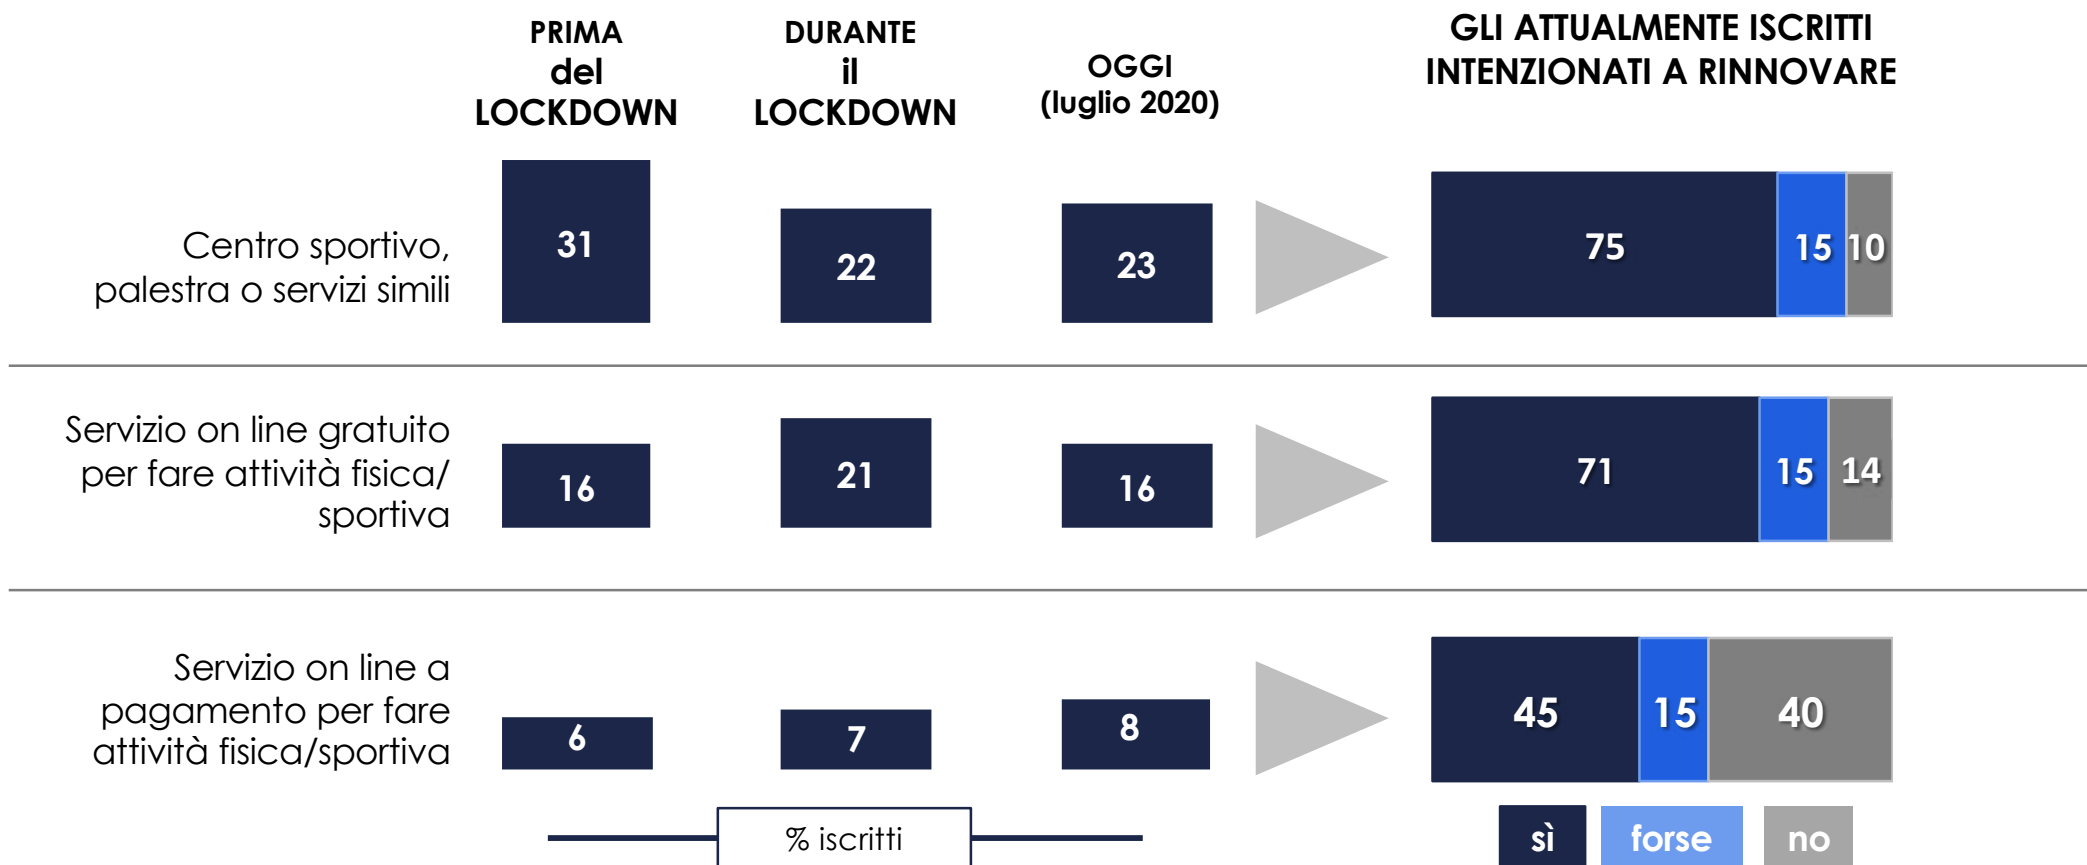 PRIMA
del
LOCKDOWN
DURANTE
il
LOCKDOWN
OGGI
(luglio 2020)
GLI ATTUALMENTE ISCRITTI
INTENZIONATI A RINNOVARE
Centro sportivo,
palestra o servizi simili
31
22
23
75
15
10
Servizio on line gratuito
per fare attività fisica/
sportiva
16
21
16
71
15
14
Servizio on line a
pagamento per fare
attività fisica/sportiva
6
7
8
45
15
40
% iscritti
sì
forse
no